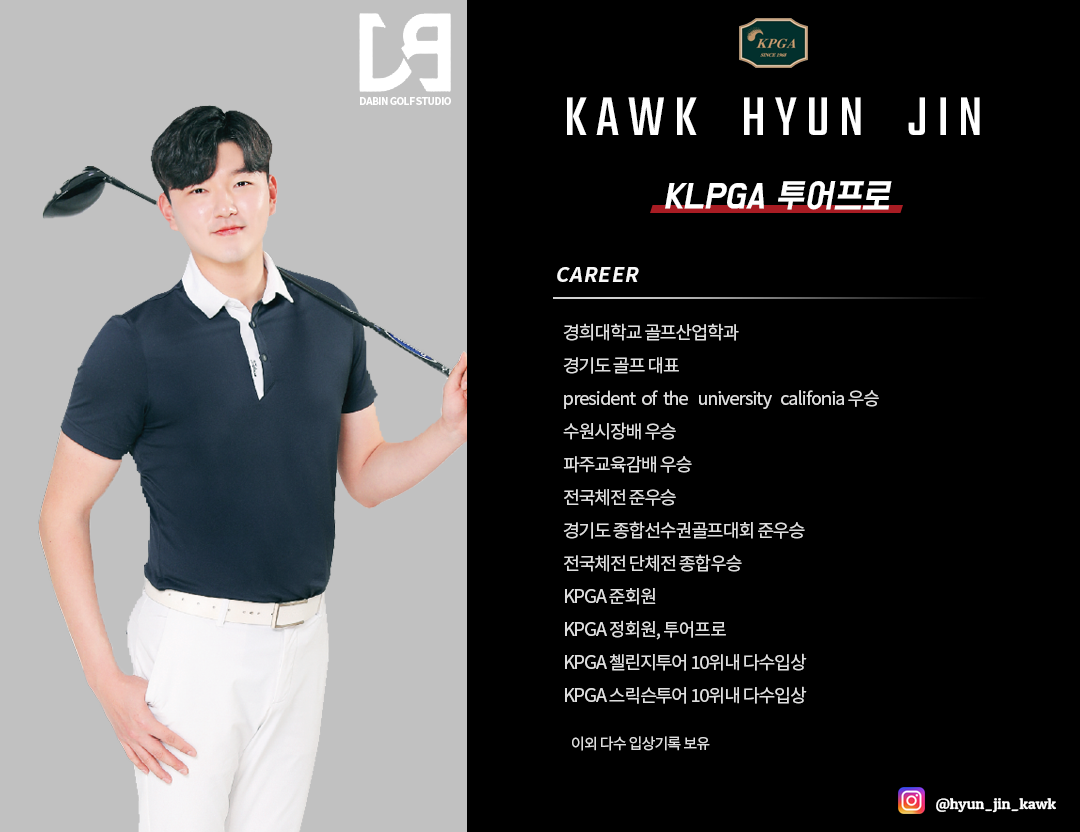 DABIN GOLF STUDIO
KPGA
SINCE 1968
KAWK HYUN JIN
KLPGA 투어프로
CAREER
경희대학교 골프산업학과
경기도 골프 대표
president of the university califonia 우승
수원시장배 우승
파주교육감배 우승
전국체전 준우승
경기도 종합선수권골프대회 준우승
전국체전 단체전 종합우승
KPGA 준회원
KPGA 정회원, 투어프로
KPGA 첼린지투어 10위내 다수입상
KPGA 스릭슨투어 10위내 다수입상
이외 다수 입상기록 보유
@hyun_jin_kawk